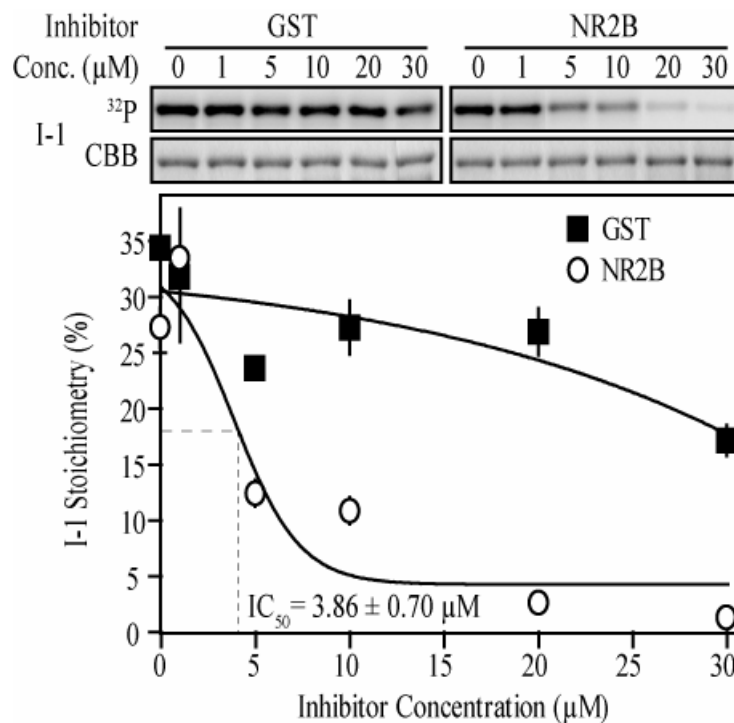 Inhibitor GST NR2B
Conc. (µM) 0 1 5 10 20 30 0 1 5 10 20 30
³²P
I-1
CBB
GST
NR2B
35
30
25
20
15
10
5
0
I-1 Stoichiometry (%)
IC₅₀= 3.86 ± 0.70 µM
0 5 10 15 20 25 30
Inhibitor Concentration (µM)